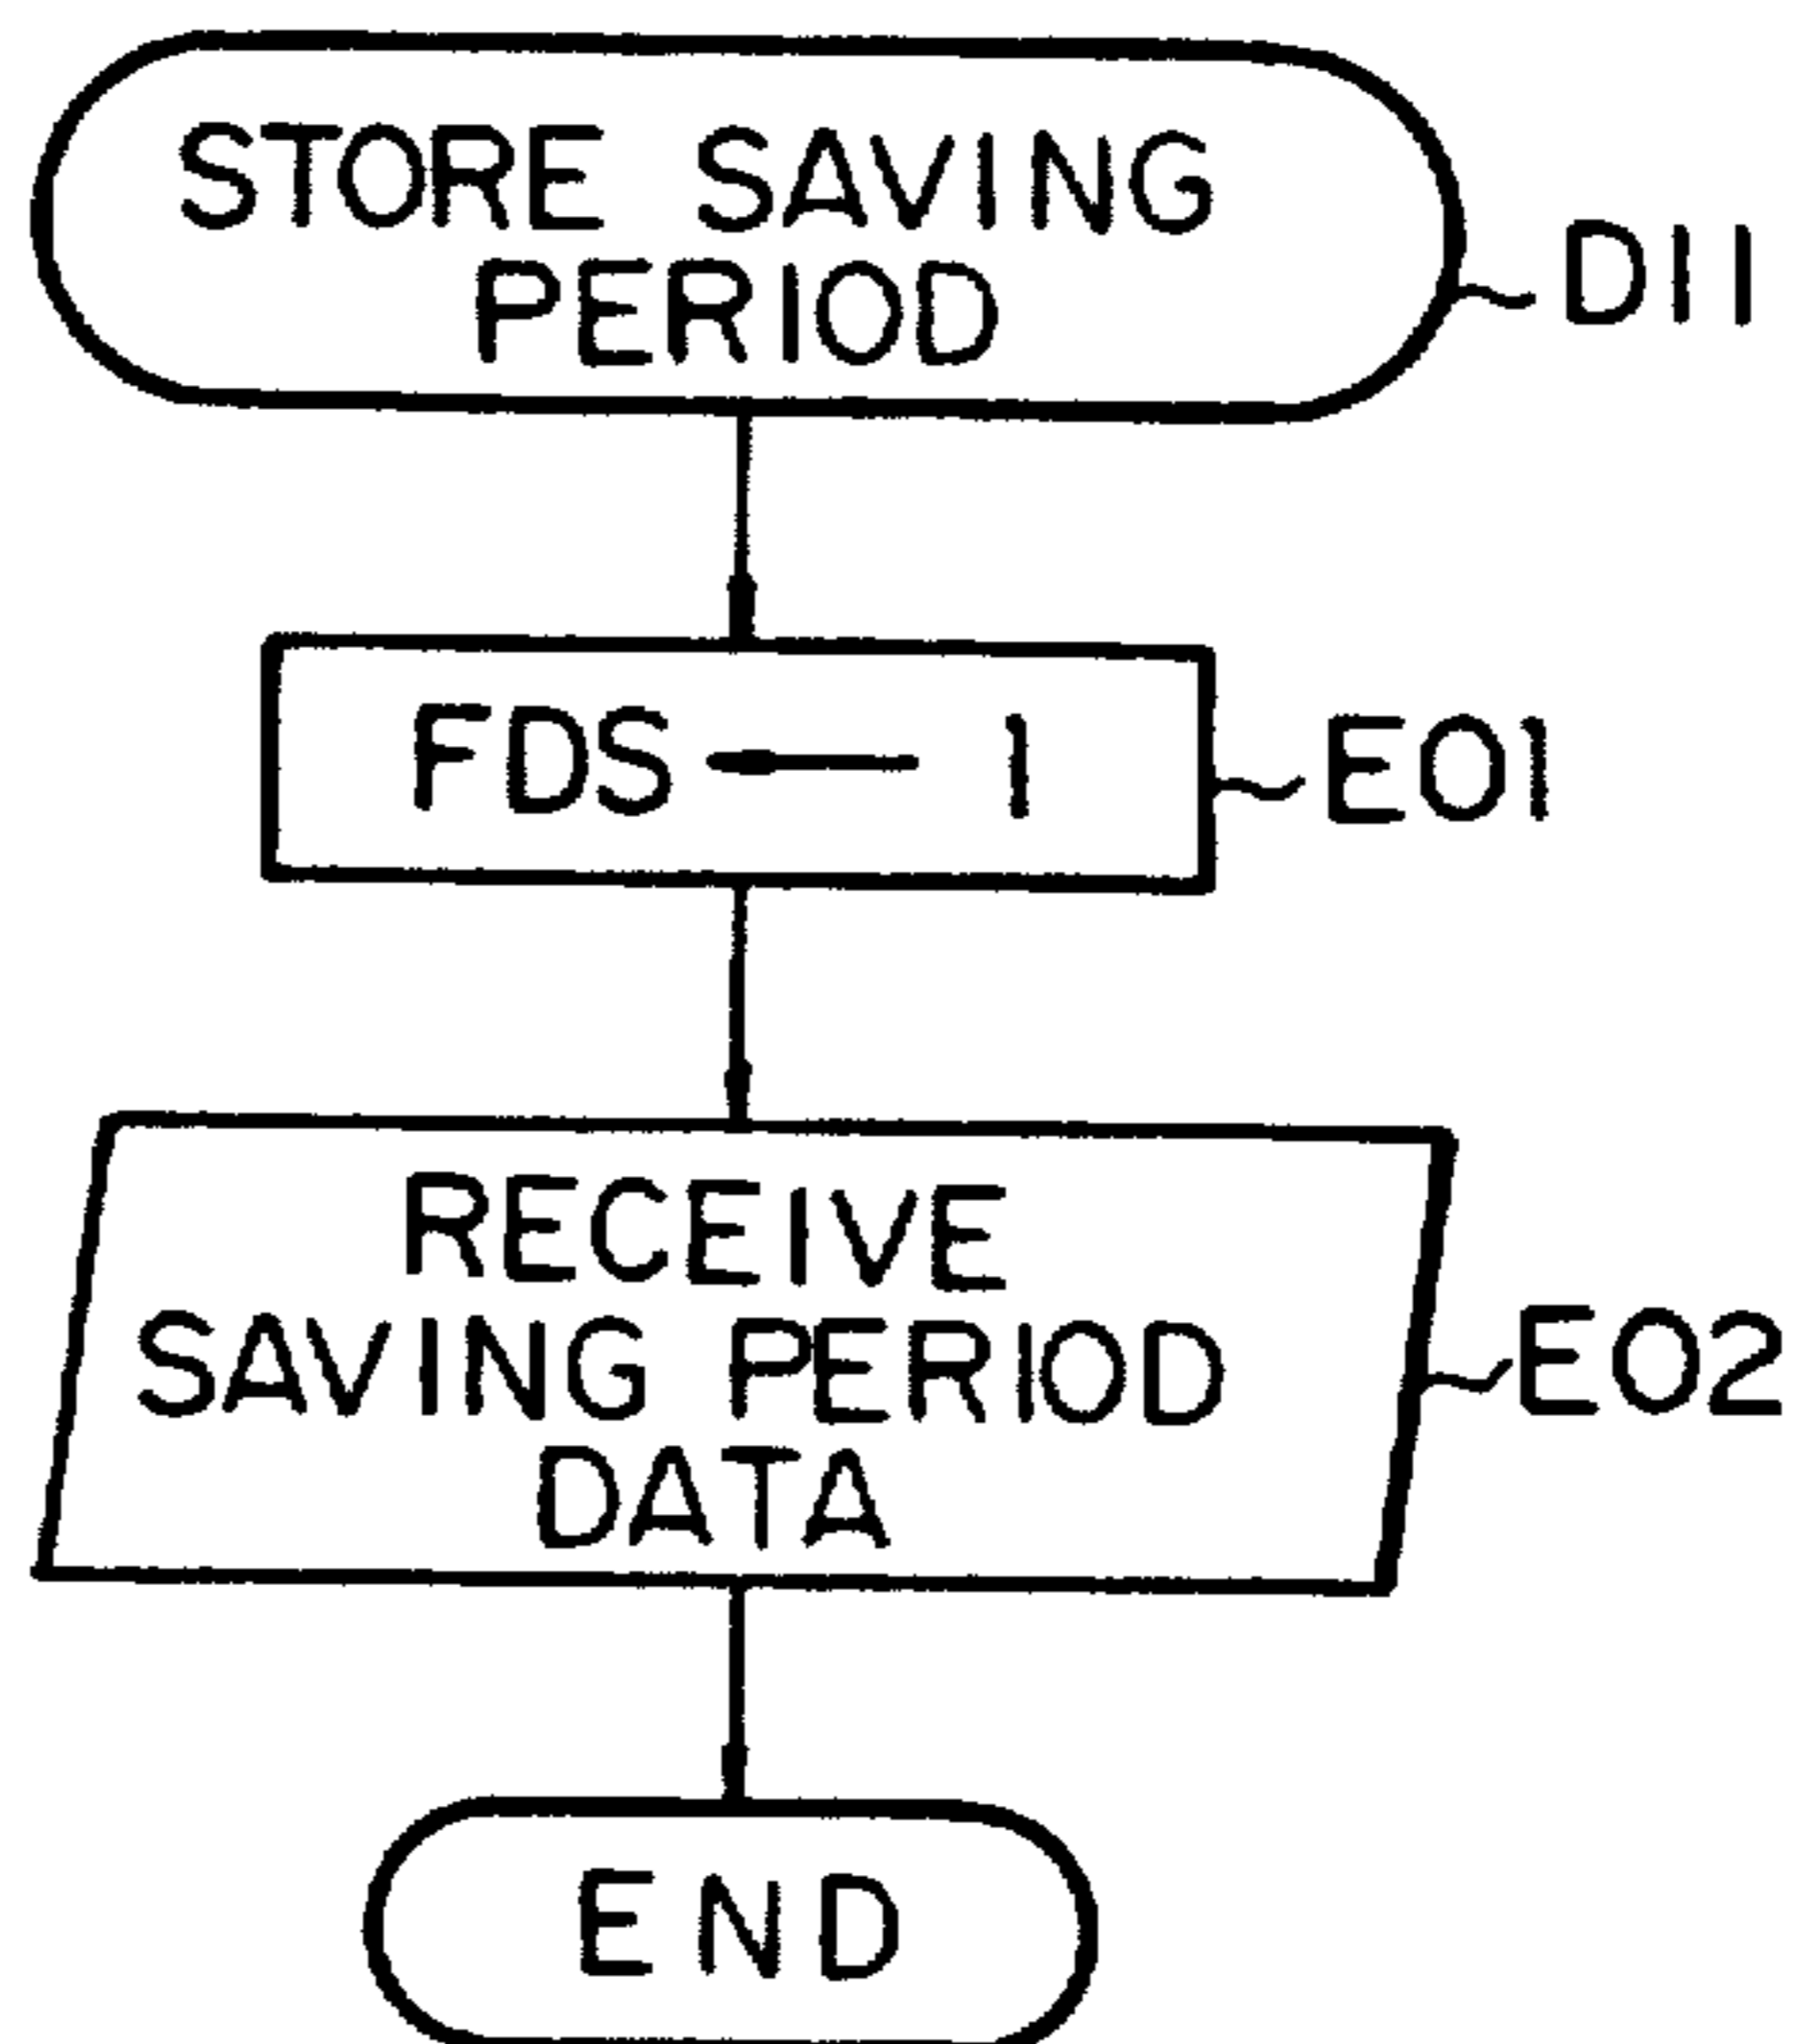 STORE SAVING
PERIOD
D11
FDS ← 1
E01
RECEIVE
SAVING PERIOD
DATA
E02
END